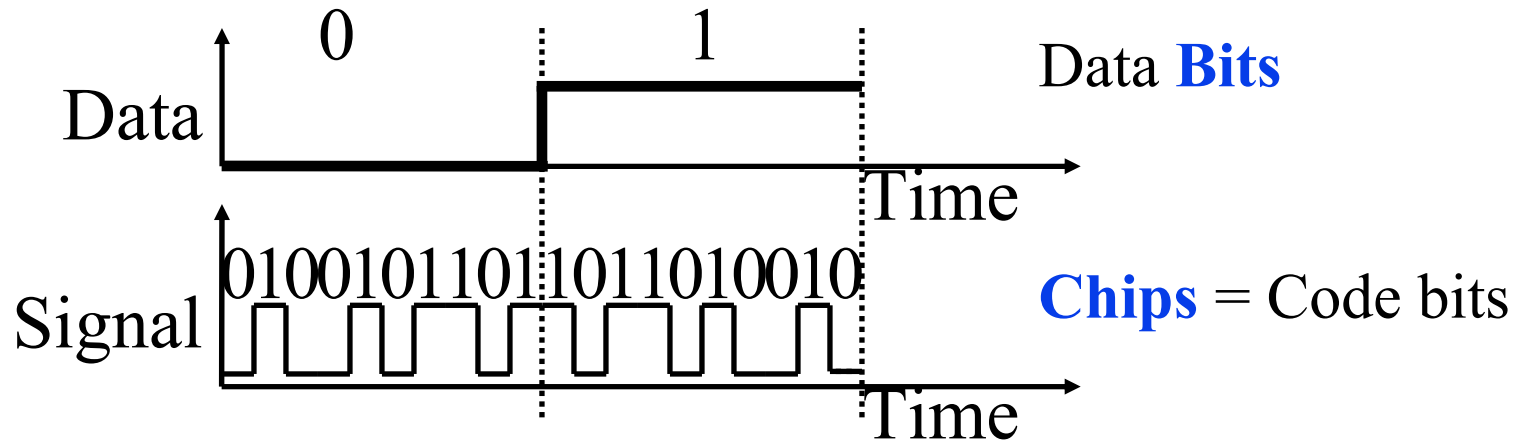 0 1
Data Bits
Data
Time
01001011011011010010
Chips = Code bits
Signal
Time